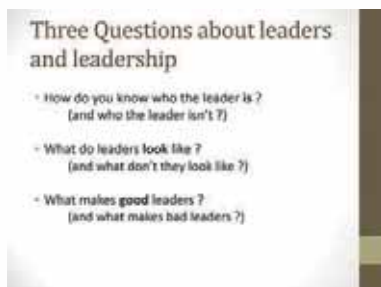 Three Questions about leaders
and leadership
• How do you know who the leader is ?
(and who the leader isn't ?)
• What do leaders look like ?
(and what don't they look like ?)
• What makes good leaders ?
(and what makes bad leaders ?)